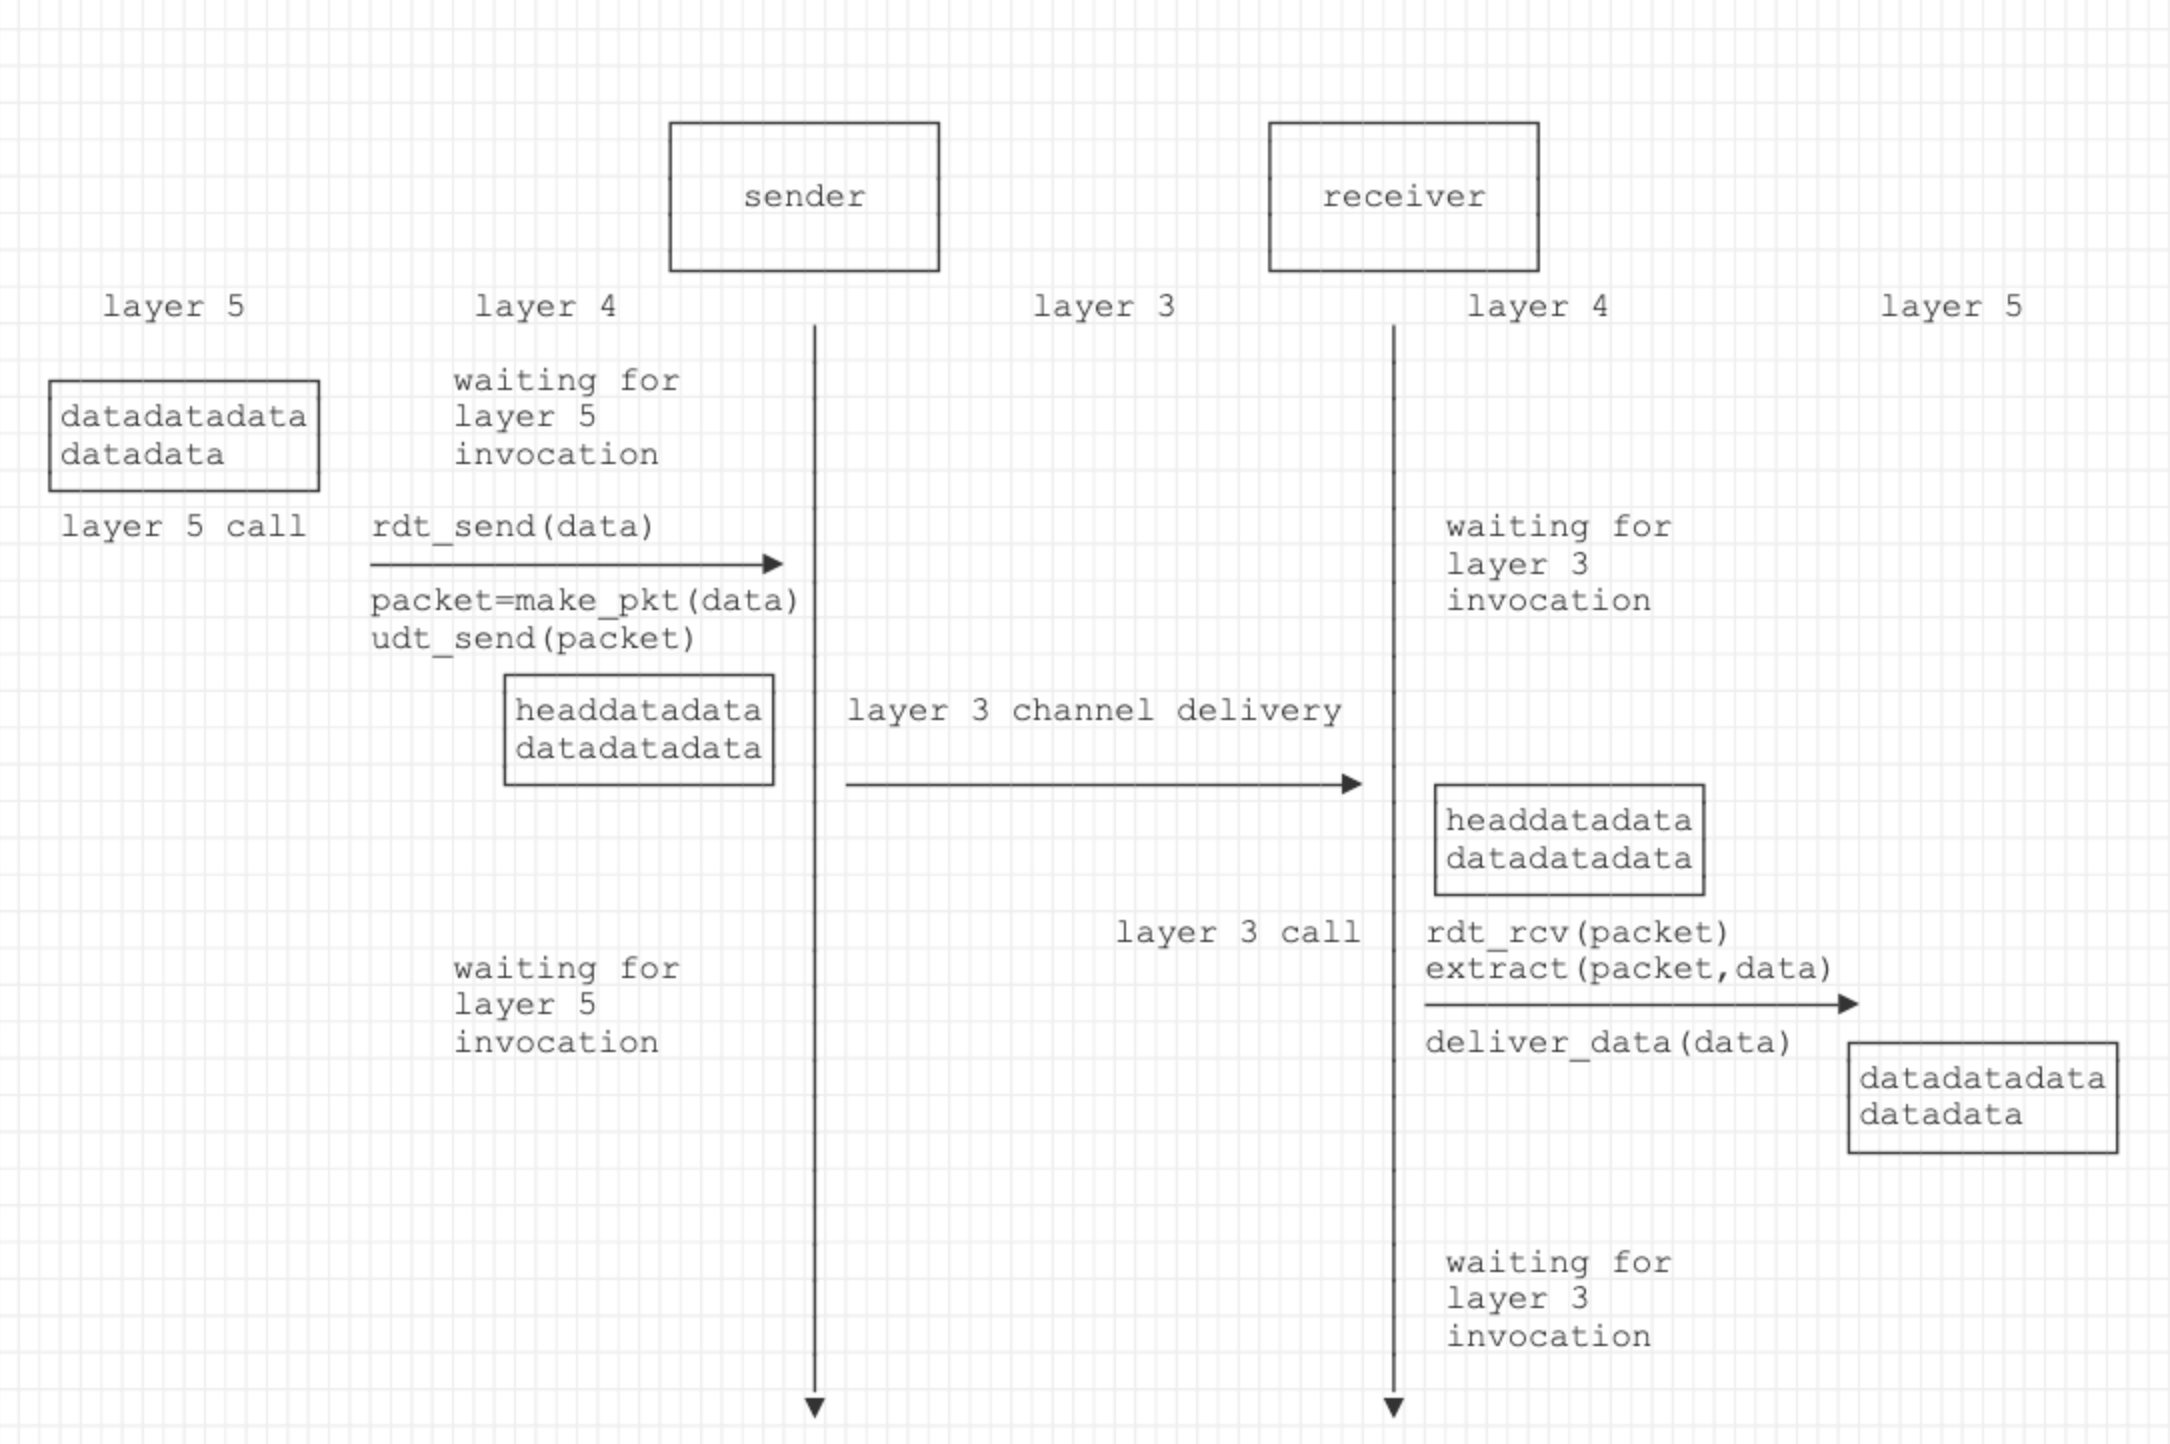 sender
receiver
layer 5
layer 4
layer 3
layer 4
layer 5
waiting for
layer 5
invocation
datadatadata
datadata
layer 5 call
rdt_send(data)
packet=make_pkt(data)
udt_send(packet)
waiting for
layer 3
invocation
headdatadata
datadatadata
layer 3 channel delivery
headdatadata
datadatadata
layer 3 call
rdt_rcv(packet)
extract(packet,data)
deliver_data(data)
waiting for
layer 5
invocation
datadatadata
datadata
waiting for
layer 3
invocation